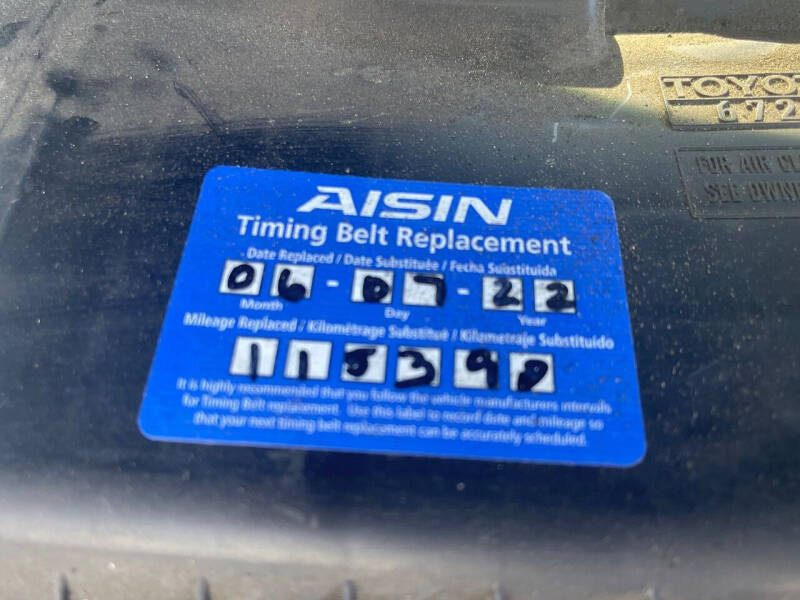 TOYO
672
FOR AIR CL
SEE OWN
AISIN
Timing Belt Replacement
Date Replaced / Date Substituée / Fecha Sustituida
06 - 07 - 22
Month Day Year
Mileage Replaced / Kilométrage Substitué / Kilometraje Substituido
115390
It is highly recommended that you follow the vehicle manufacturers intervals
for Timing Belt replacement. Use this label to record date and mileage so
that your next timing belt replacement can be accurately scheduled.